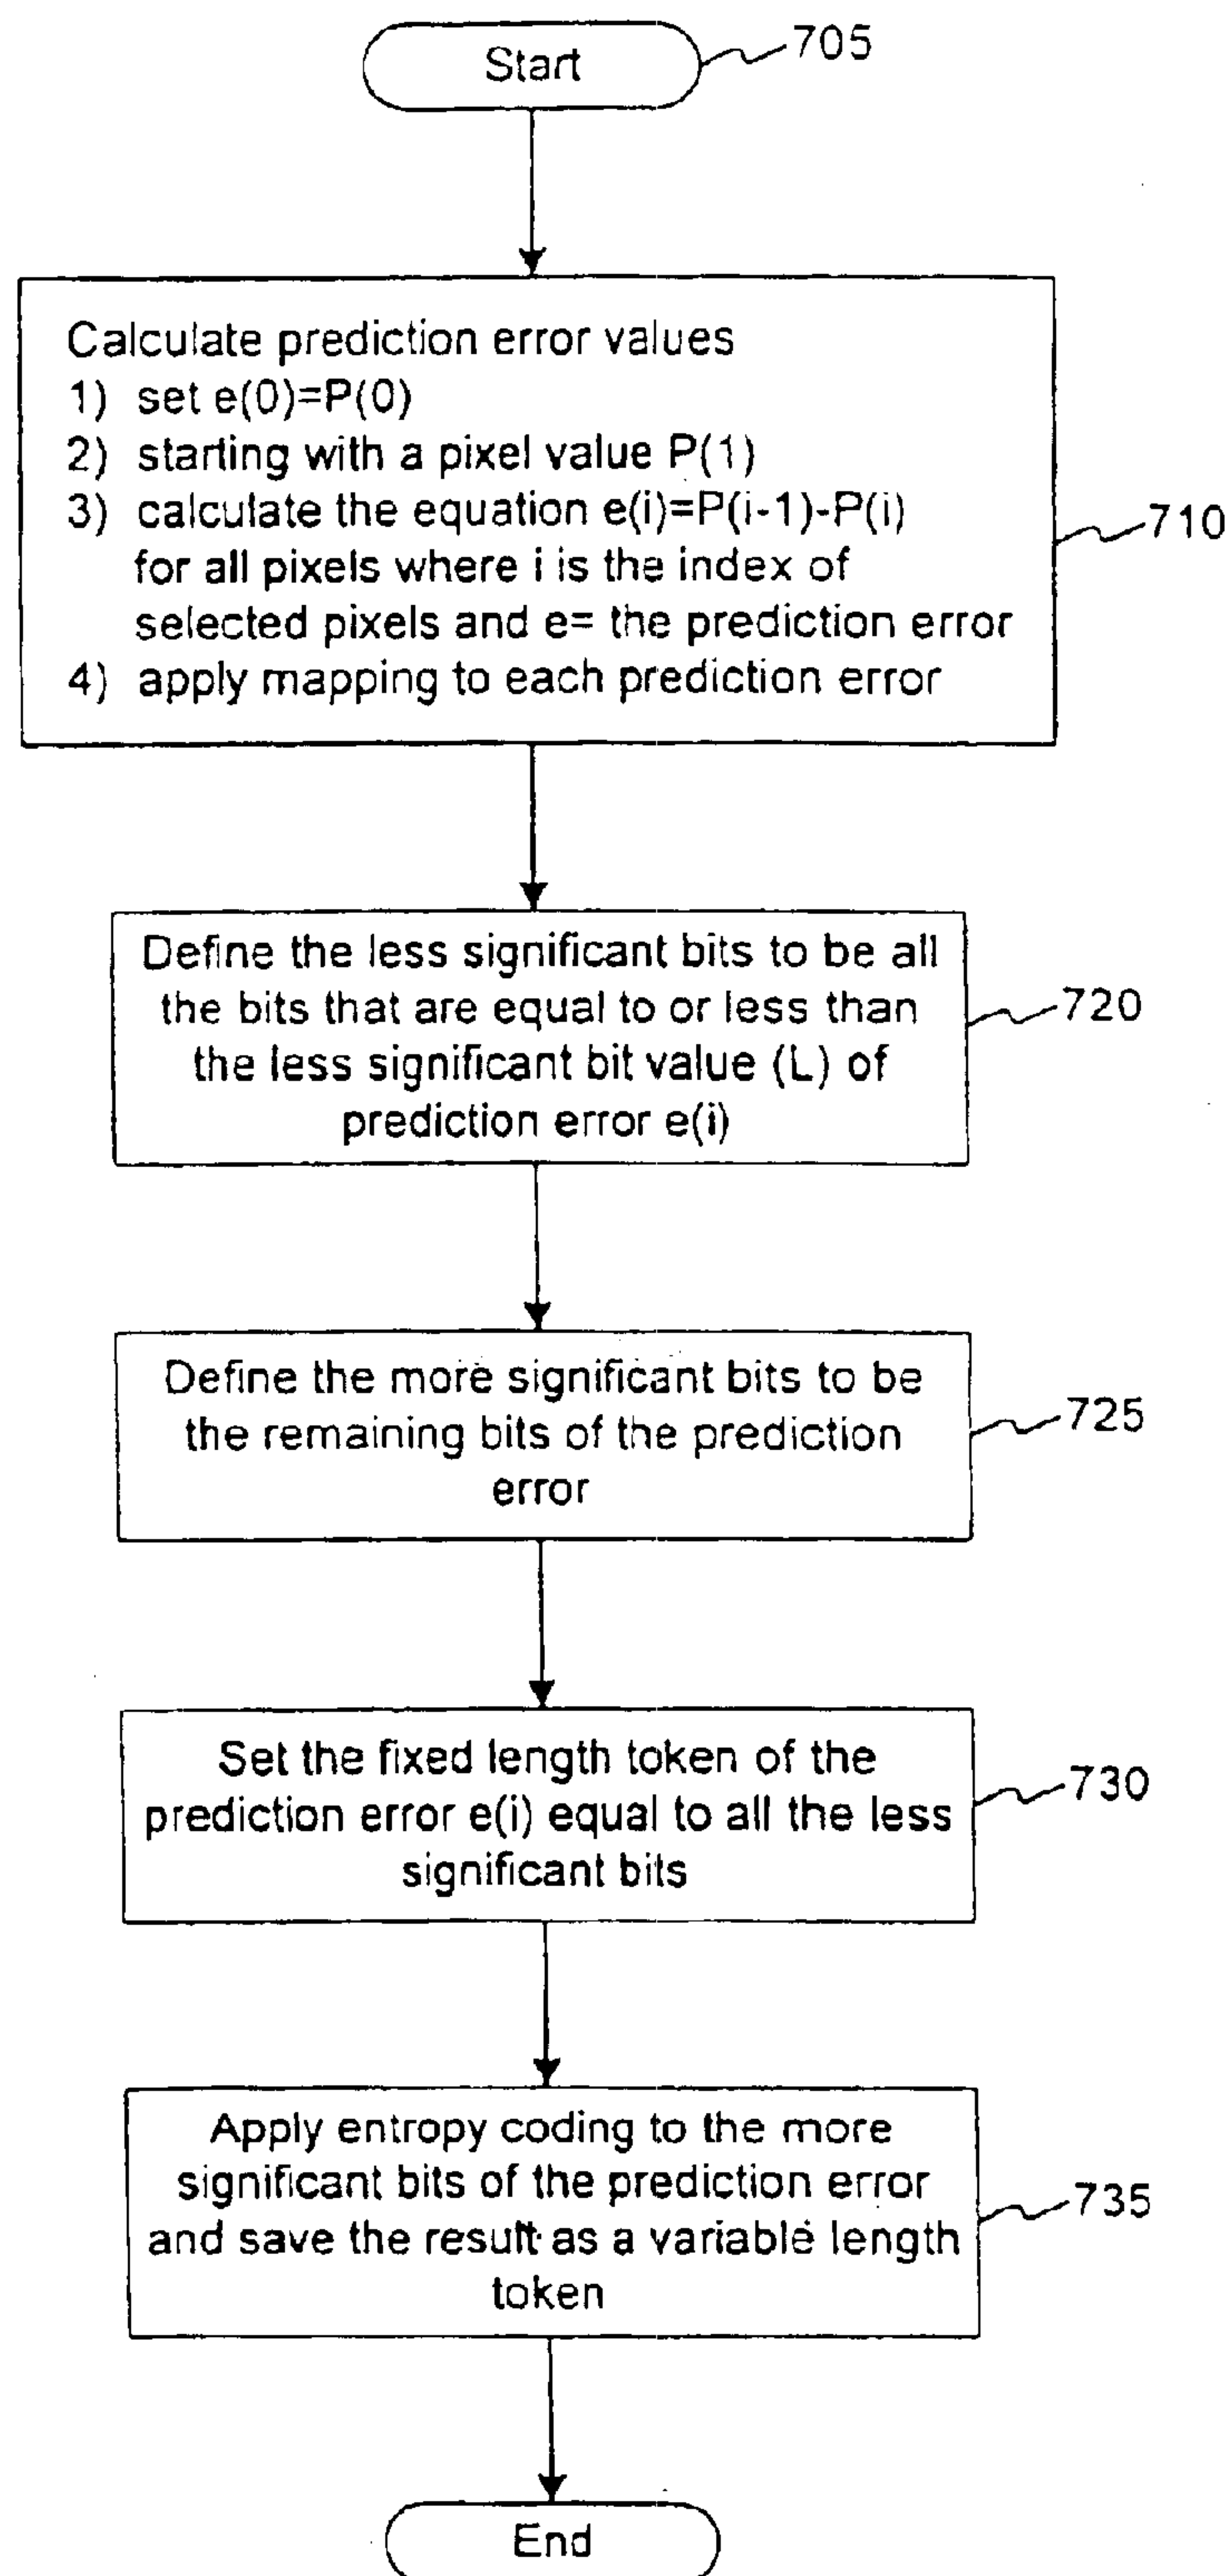 Start
705
Calculate prediction error values
1) set e(0)=P(0)
2) starting with a pixel value P(1)
3) calculate the equation e(i)=P(i-1)-P(i)
for all pixels where i is the index of
selected pixels and e= the prediction error
4) apply mapping to each prediction error
710
Define the less significant bits to be all
the bits that are equal to or less than
the less significant bit value (L) of
prediction error e(i)
720
Define the more significant bits to be
the remaining bits of the prediction
error
725
Set the fixed length token of the
prediction error e(i) equal to all the less
significant bits
730
Apply entropy coding to the more
significant bits of the prediction error
and save the result as a variable length
token
735
End